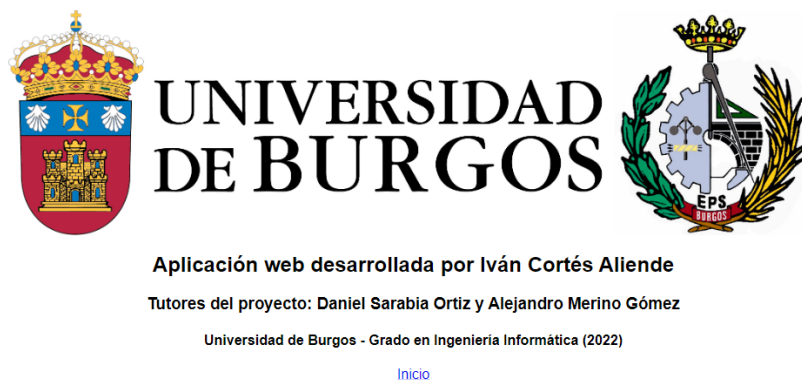 UNIVERSIDAD
DE BURGOS
EPS
BURGOS
Aplicación web desarrollada por Iván Cortés Aliende
Tutores del proyecto: Daniel Sarabia Ortiz y Alejandro Merino Gómez
Universidad de Burgos - Grado en Ingeniería Informática (2022)
Inicio